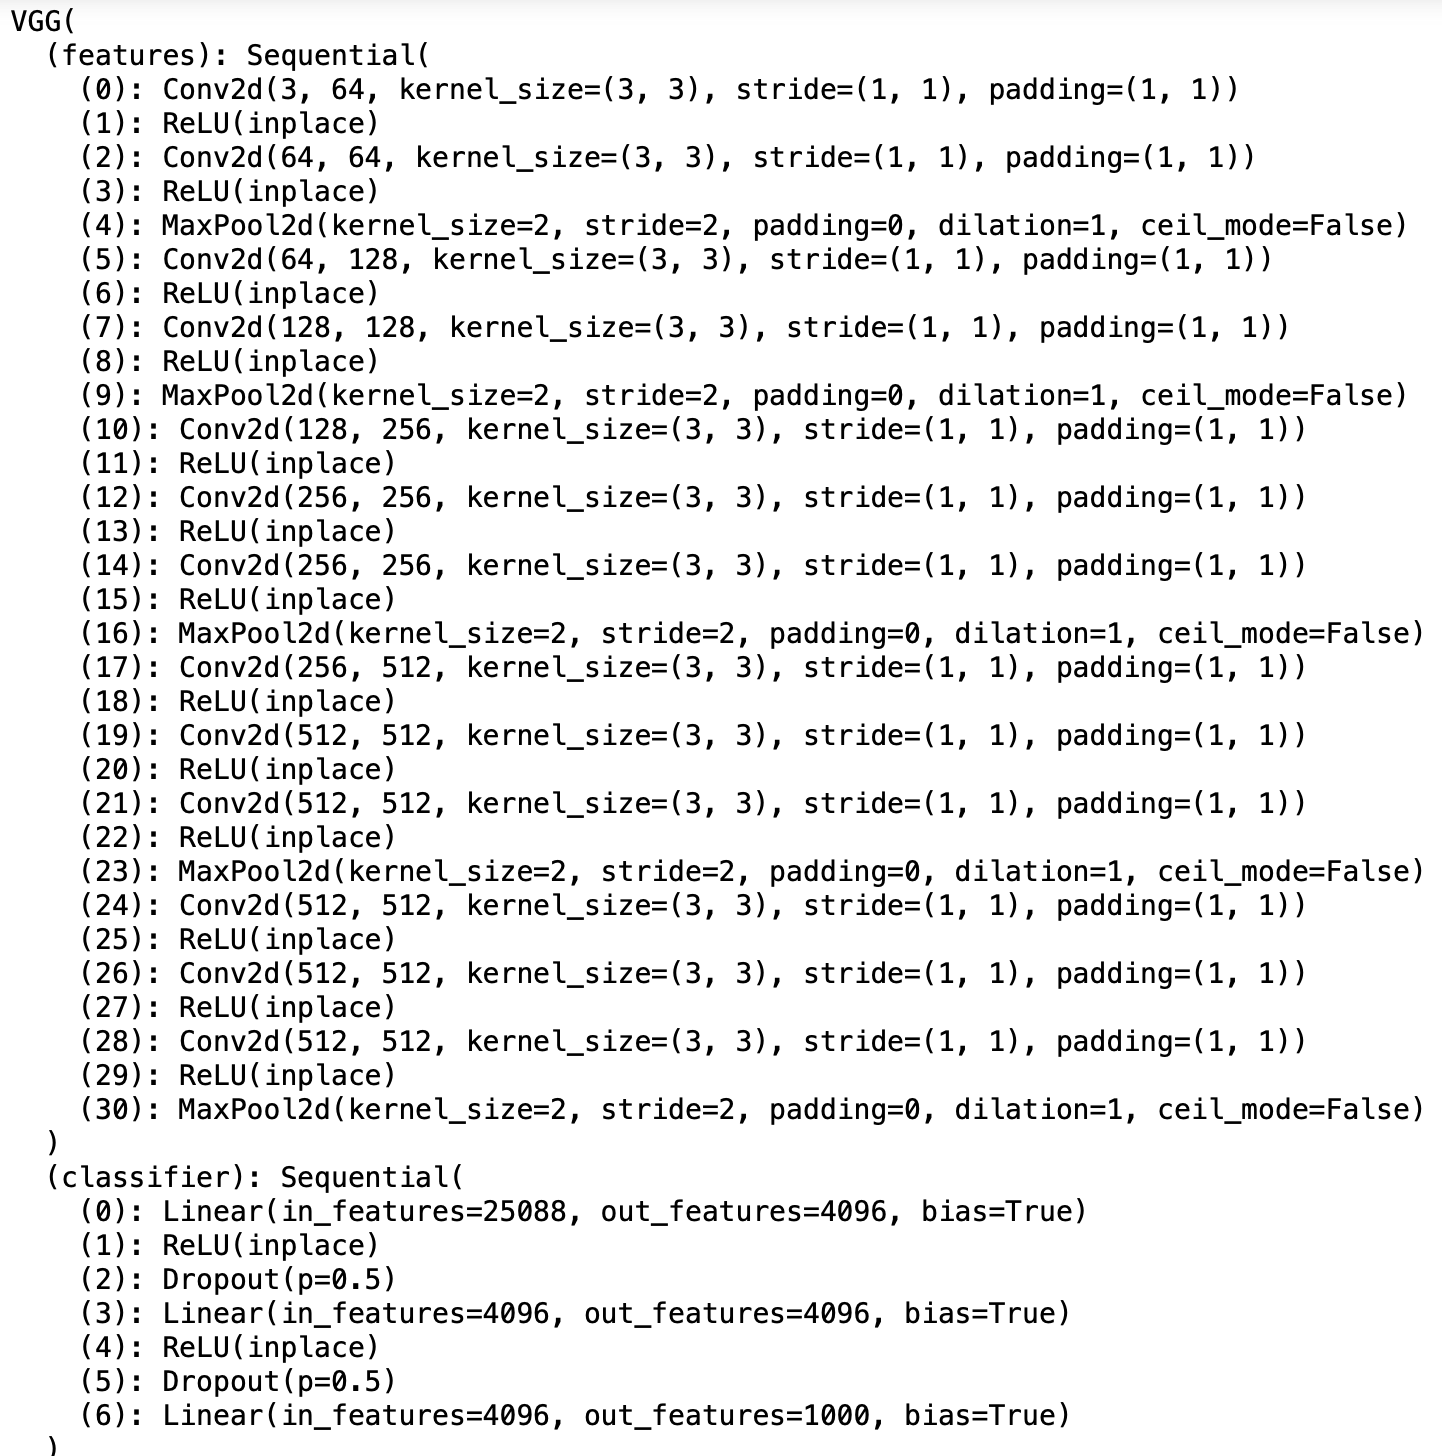 VGG(
  (features): Sequential(
    (0): Conv2d(3, 64, kernel_size=(3, 3), stride=(1, 1), padding=(1, 1))
    (1): ReLU(inplace)
    (2): Conv2d(64, 64, kernel_size=(3, 3), stride=(1, 1), padding=(1, 1))
    (3): ReLU(inplace)
    (4): MaxPool2d(kernel_size=2, stride=2, padding=0, dilation=1, ceil_mode=False)
    (5): Conv2d(64, 128, kernel_size=(3, 3), stride=(1, 1), padding=(1, 1))
    (6): ReLU(inplace)
    (7): Conv2d(128, 128, kernel_size=(3, 3), stride=(1, 1), padding=(1, 1))
    (8): ReLU(inplace)
    (9): MaxPool2d(kernel_size=2, stride=2, padding=0, dilation=1, ceil_mode=False)
    (10): Conv2d(128, 256, kernel_size=(3, 3), stride=(1, 1), padding=(1, 1))
    (11): ReLU(inplace)
    (12): Conv2d(256, 256, kernel_size=(3, 3), stride=(1, 1), padding=(1, 1))
    (13): ReLU(inplace)
    (14): Conv2d(256, 256, kernel_size=(3, 3), stride=(1, 1), padding=(1, 1))
    (15): ReLU(inplace)
    (16): MaxPool2d(kernel_size=2, stride=2, padding=0, dilation=1, ceil_mode=False)
    (17): Conv2d(256, 512, kernel_size=(3, 3), stride=(1, 1), padding=(1, 1))
    (18): ReLU(inplace)
    (19): Conv2d(512, 512, kernel_size=(3, 3), stride=(1, 1), padding=(1, 1))
    (20): ReLU(inplace)
    (21): Conv2d(512, 512, kernel_size=(3, 3), stride=(1, 1), padding=(1, 1))
    (22): ReLU(inplace)
    (23): MaxPool2d(kernel_size=2, stride=2, padding=0, dilation=1, ceil_mode=False)
    (24): Conv2d(512, 512, kernel_size=(3, 3), stride=(1, 1), padding=(1, 1))
    (25): ReLU(inplace)
    (26): Conv2d(512, 512, kernel_size=(3, 3), stride=(1, 1), padding=(1, 1))
    (27): ReLU(inplace)
    (28): Conv2d(512, 512, kernel_size=(3, 3), stride=(1, 1), padding=(1, 1))
    (29): ReLU(inplace)
    (30): MaxPool2d(kernel_size=2, stride=2, padding=0, dilation=1, ceil_mode=False)
  )
  (classifier): Sequential(
    (0): Linear(in_features=25088, out_features=4096, bias=True)
    (1): ReLU(inplace)
    (2): Dropout(p=0.5)
    (3): Linear(in_features=4096, out_features=4096, bias=True)
    (4): ReLU(inplace)
    (5): Dropout(p=0.5)
    (6): Linear(in_features=4096, out_features=1000, bias=True)
  )